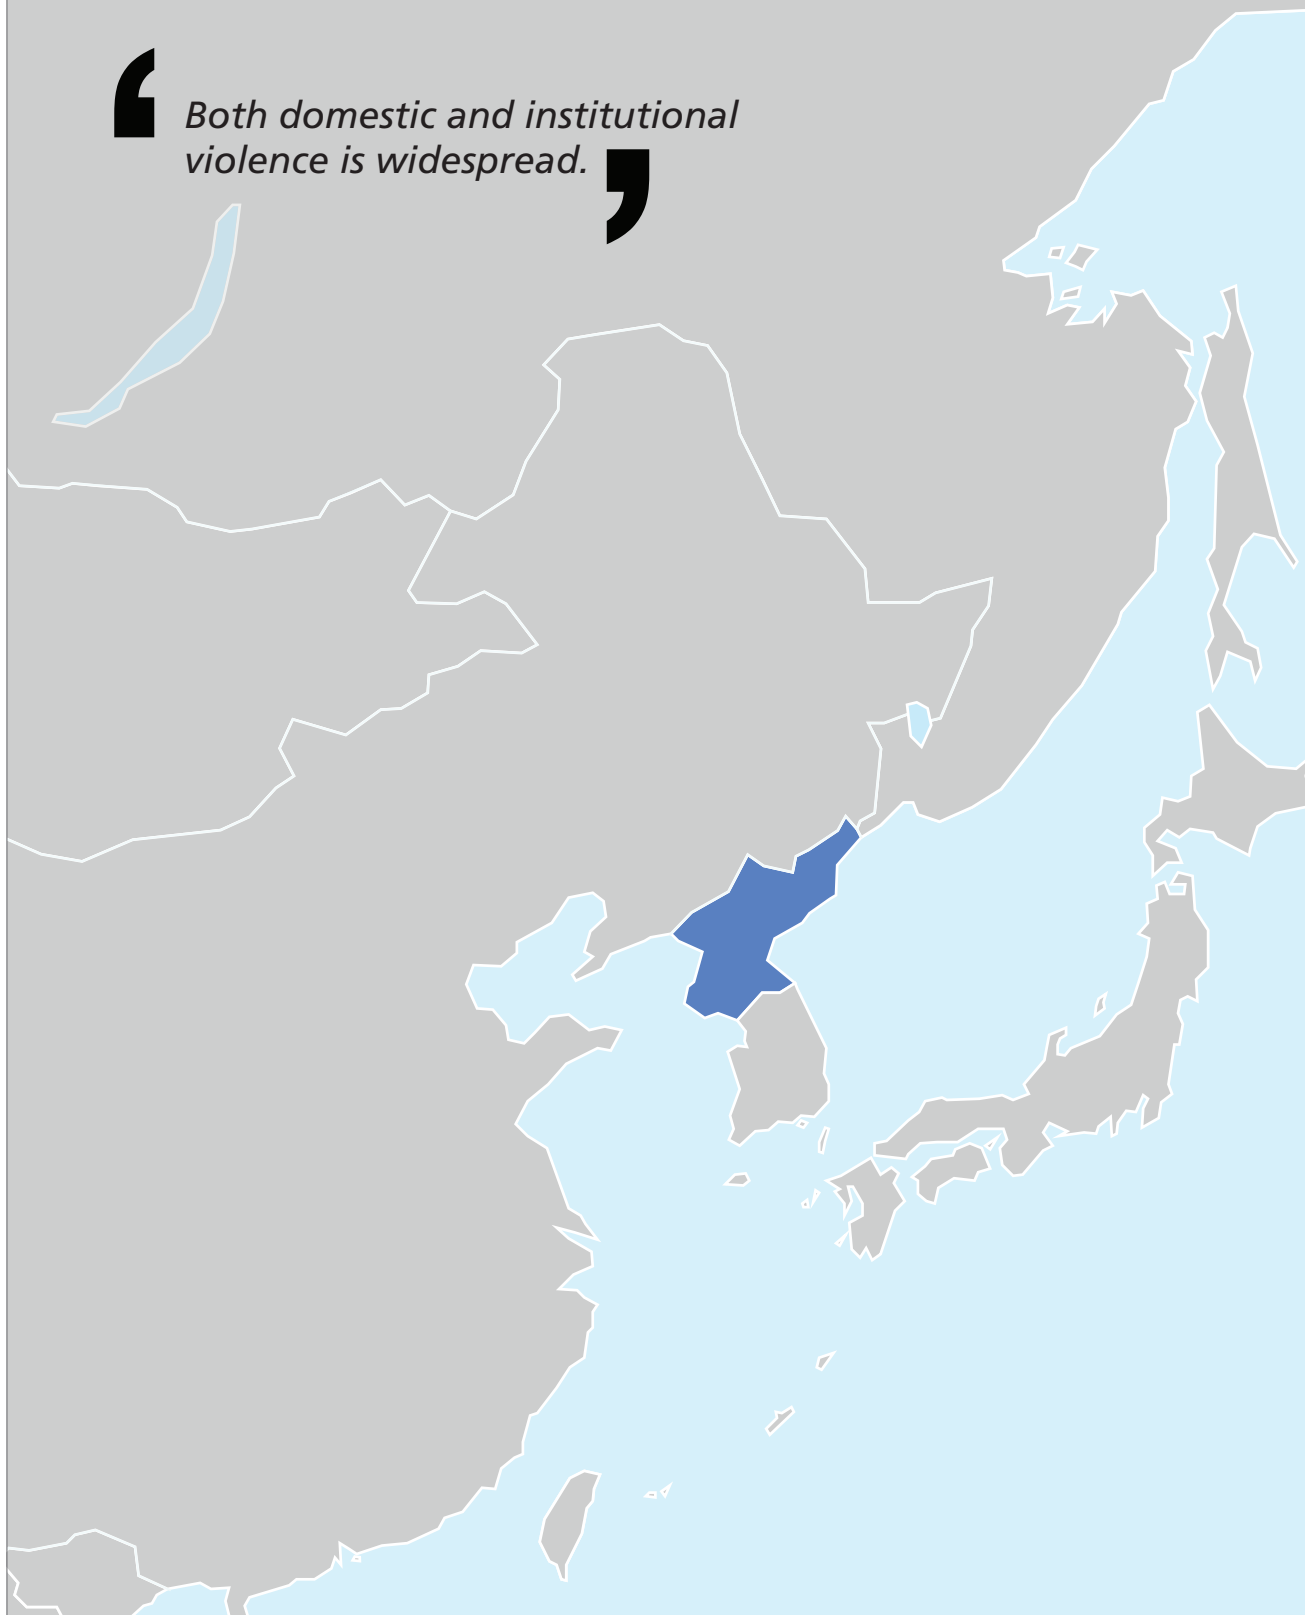 ‘ Both domestic and institutional
violence is widespread. ’